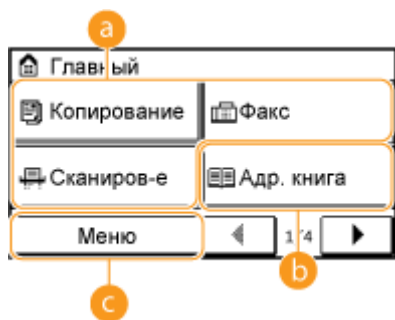 a
Главный
Копирование
Факс
Сканиров-е
Адр. книга
Меню
1/4
b
c